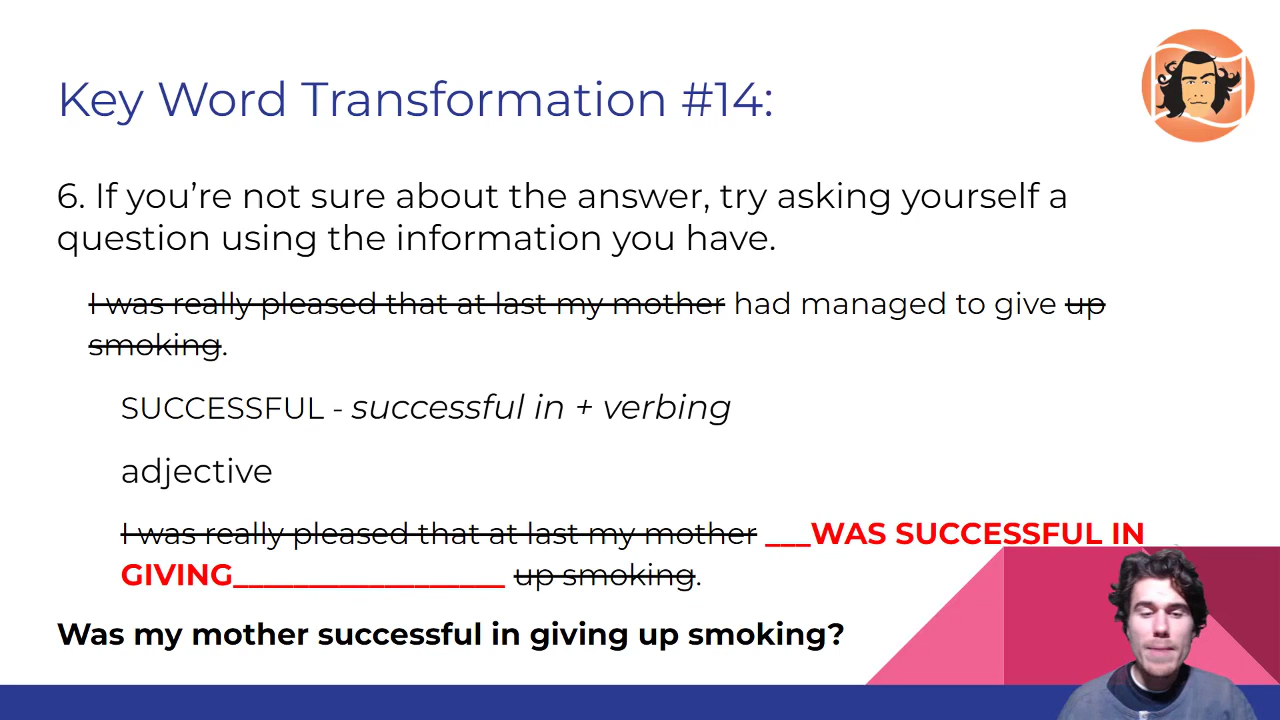 Key Word Transformation #14:
6. If you’re not sure about the answer, try asking yourself a
question using the information you have.
I was really pleased that at last my mother had managed to give up
smoking.
SUCCESSFUL - successful in + verbing
adjective
I was really pleased that at last my mother ___WAS SUCCESSFUL IN
GIVING__________________ up smoking.
Was my mother successful in giving up smoking?